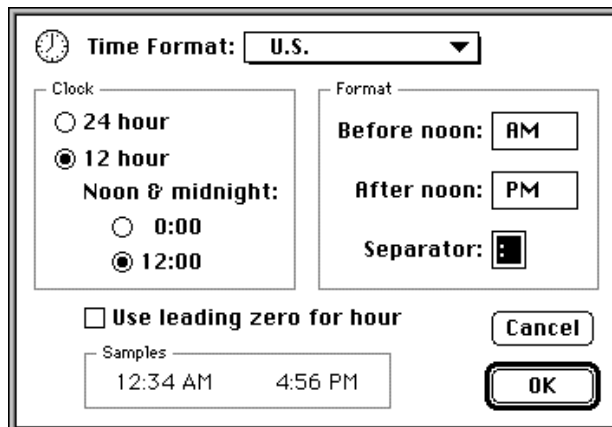 Time Format: U.S.
Clock
24 hour
12 hour
Noon & midnight:
0:00
12:00
Format
Before noon: AM
After noon: PM
Separator: :
Use leading zero for hour
Cancel
Samples
12:34 AM 4:56 PM
OK